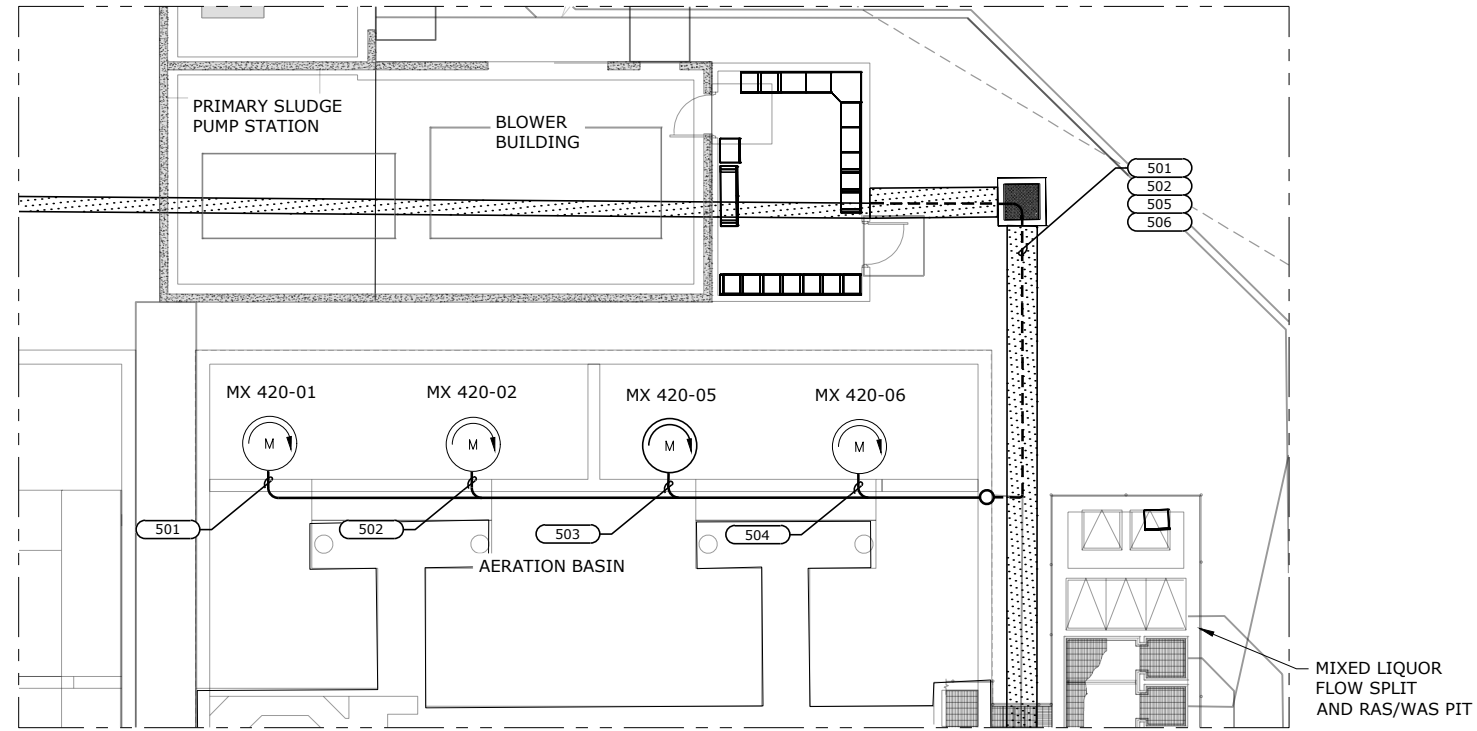 PRIMARY SLUDGE
PUMP STATION
BLOWER
BUILDING
501
502
505
506
MX 420-01
MX 420-02
MX 420-05
MX 420-06
M
M
M
M
501
502
503
504
AERATION BASIN
MIXED LIQUOR
FLOW SPLIT
AND RAS/WAS PIT